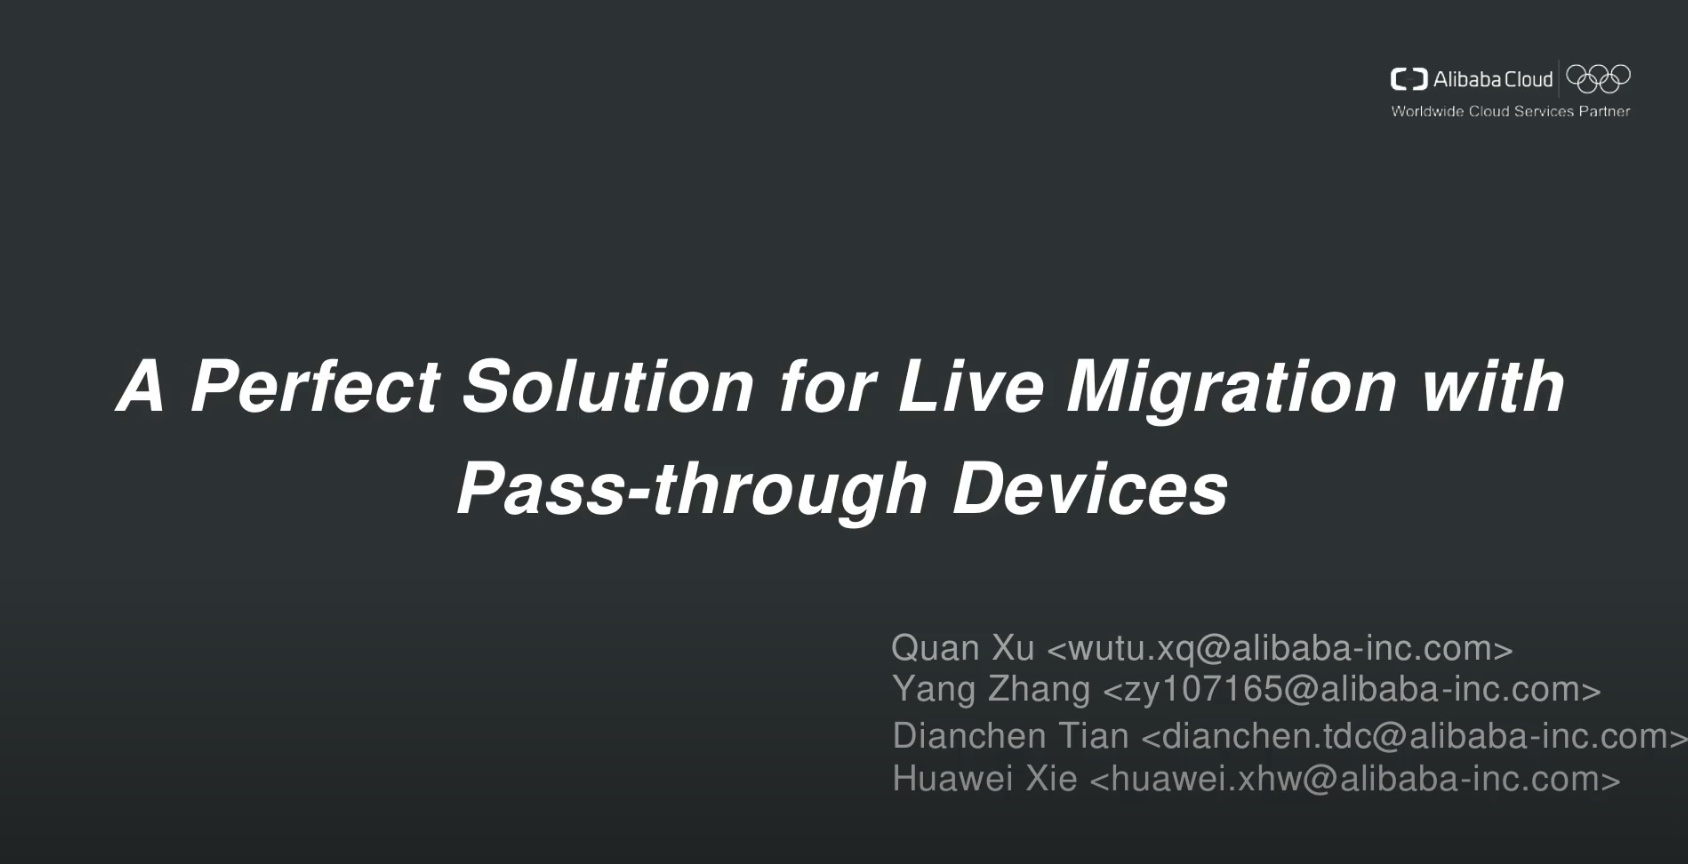 Alibaba Cloud
Worldwide Cloud Services Partner
A Perfect Solution for Live Migration with
Pass-through Devices
Quan Xu <wutu.xq@alibaba-inc.com>
Yang Zhang <zy107165@alibaba-inc.com>
Dianchen Tian <dianchen.tdc@alibaba-inc.com>
Huawei Xie <huawei.xhw@alibaba-inc.com>